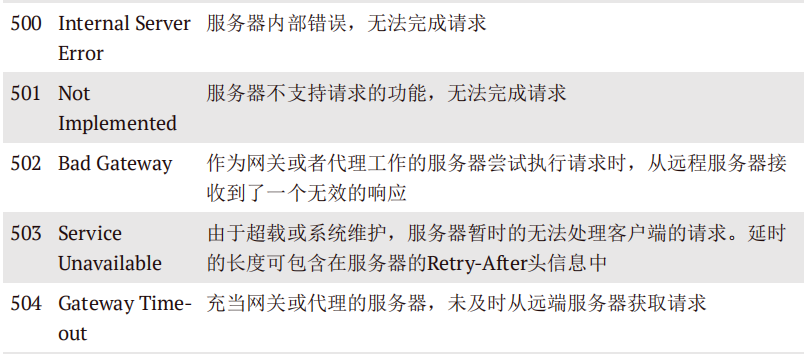 500 Internal Server 服务器内部错误，无法完成请求
Error
501 Not 服务器不支持请求的功能，无法完成请求
Implemented
502 Bad Gateway 作为网关或者代理工作的服务器尝试执行请求时，从远程服务器接
收到了一个无效的响应
503 Service 由于超载或系统维护，服务器暂时的无法处理客户端的请求。延时
Unavailable 的长度可包含在服务器的Retry-After头信息中
504 Gateway Time- 充当网关或代理的服务器，未及时从远端服务器获取请求
out